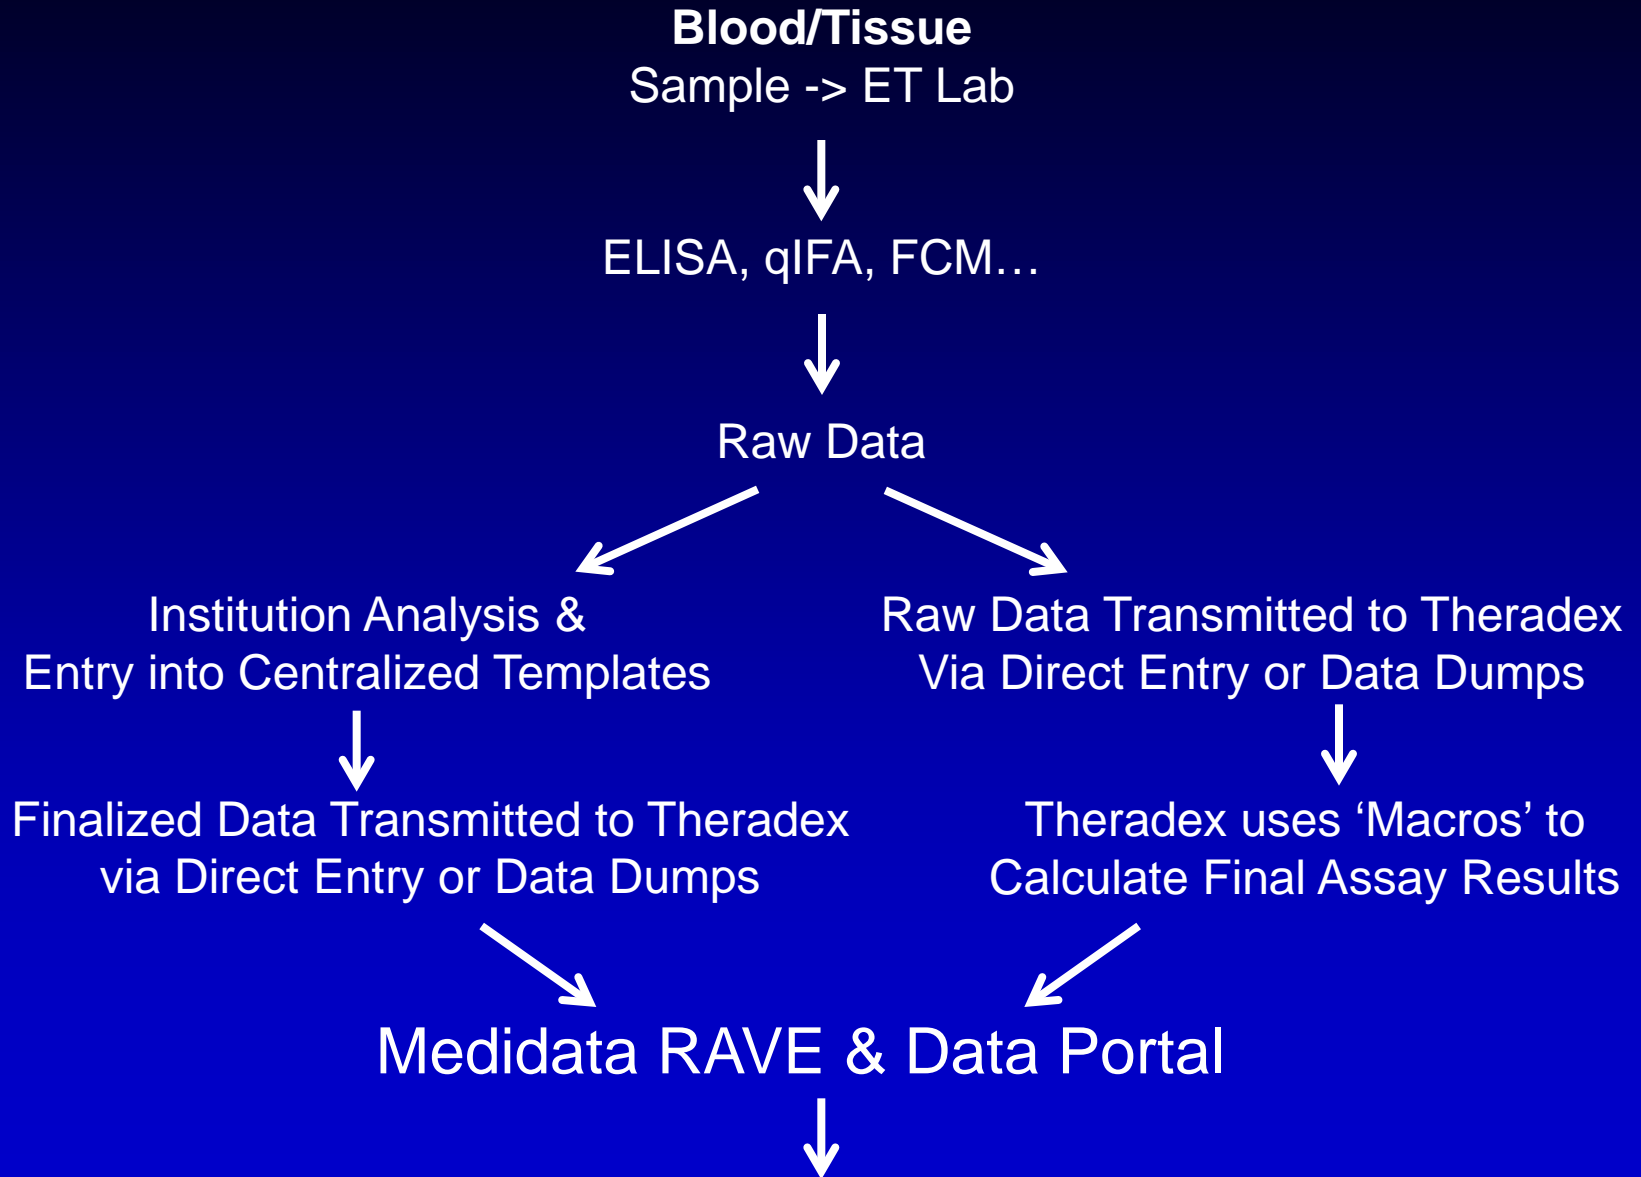 Blood/Tissue
Sample -> ET Lab
ELISA, qIFA, FCM…
Raw Data
Institution Analysis &
Entry into Centralized Templates
Raw Data Transmitted to Theradex
Via Direct Entry or Data Dumps
Finalized Data Transmitted to Theradex
via Direct Entry or Data Dumps
Theradex uses ‘Macros’ to
Calculate Final Assay Results
Medidata RAVE & Data Portal